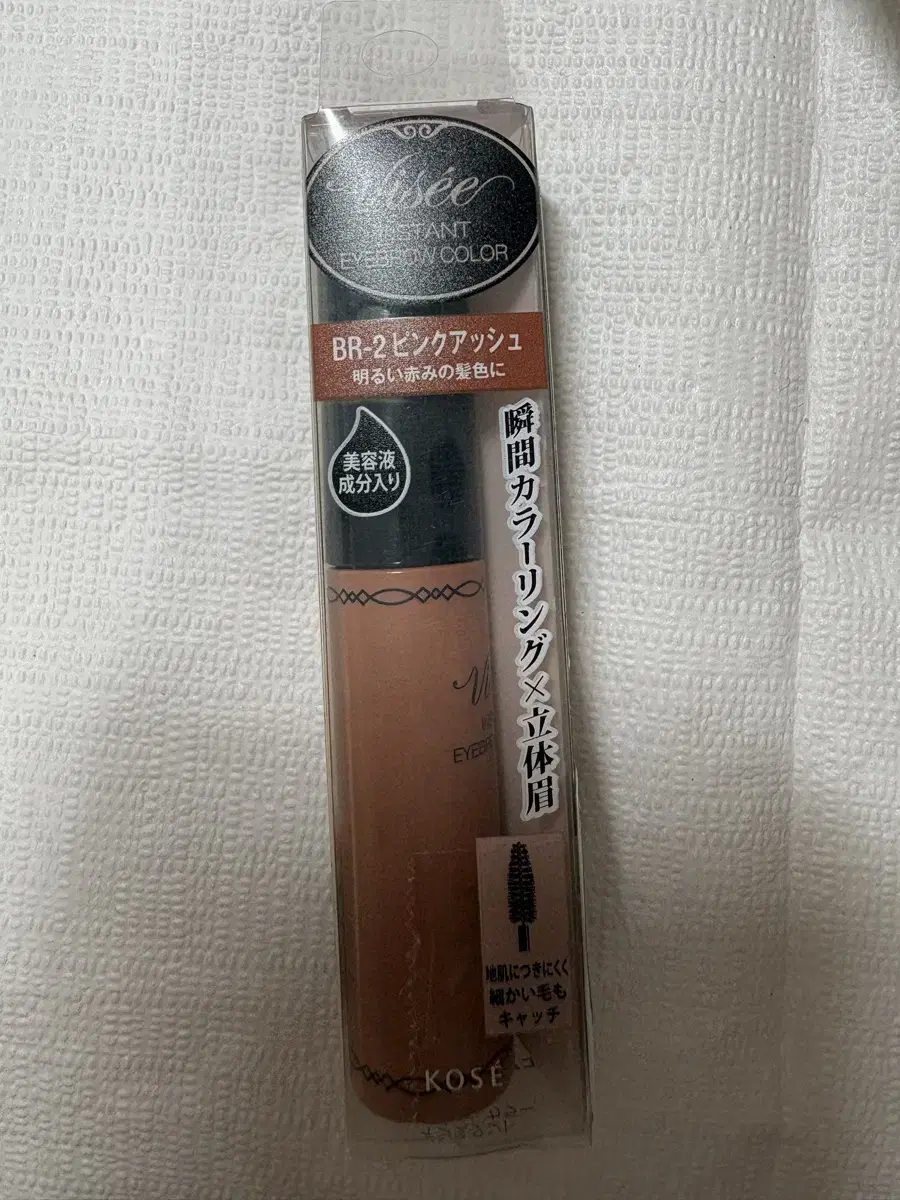 Visée
INSTANT
EYEBROW COLOR
BR-2 ピンクアッシュ
明るい赤みの髪色に
美容液
成分入り
瞬間カラーリング×立体眉
EYEBR
地肌につきにくく
細かい毛も
キャッチ
KOSÉ